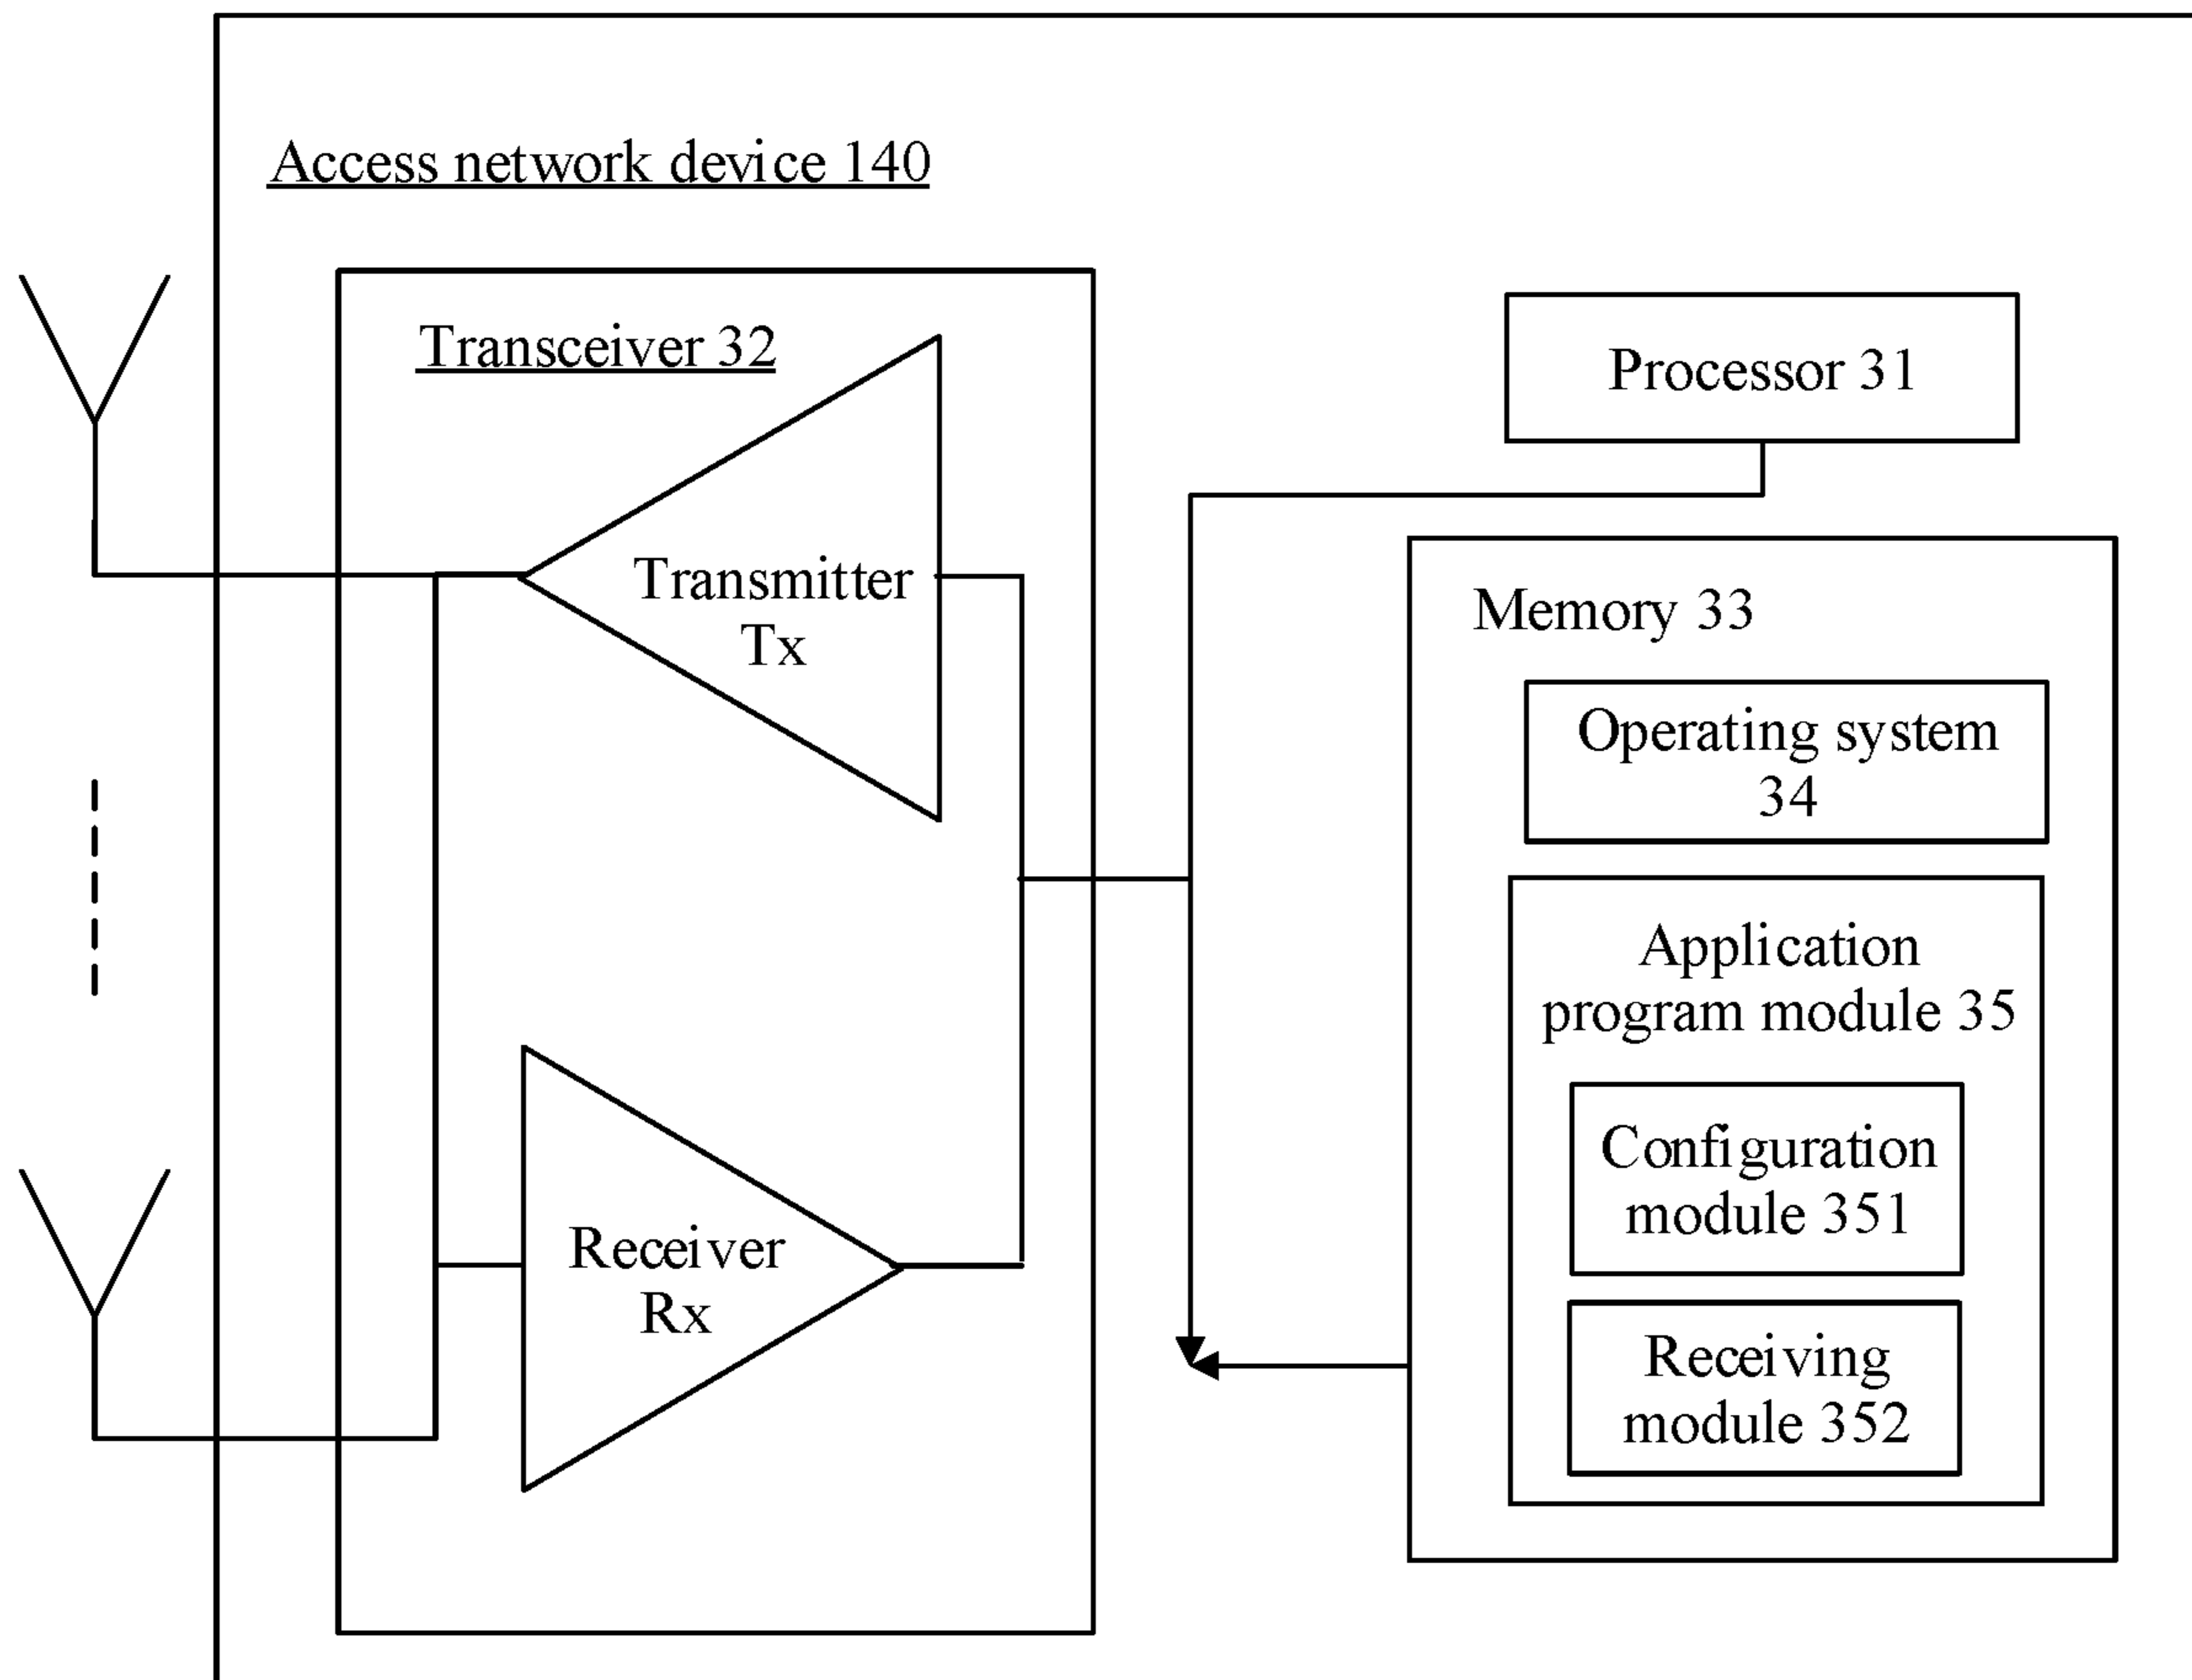 Access network device 140
Transceiver 32
Transmitter
Tx
Receiver
Rx
Processor 31
Memory 33
Operating system
34
Application
program module 35
Configuration
module 351
Receiving
module 352